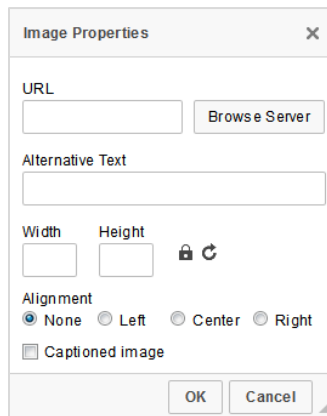 Image Properties
URL
Browse Server
Alternative Text
Width Height
Alignment
None Left Center Right
Captioned image
OK Cancel